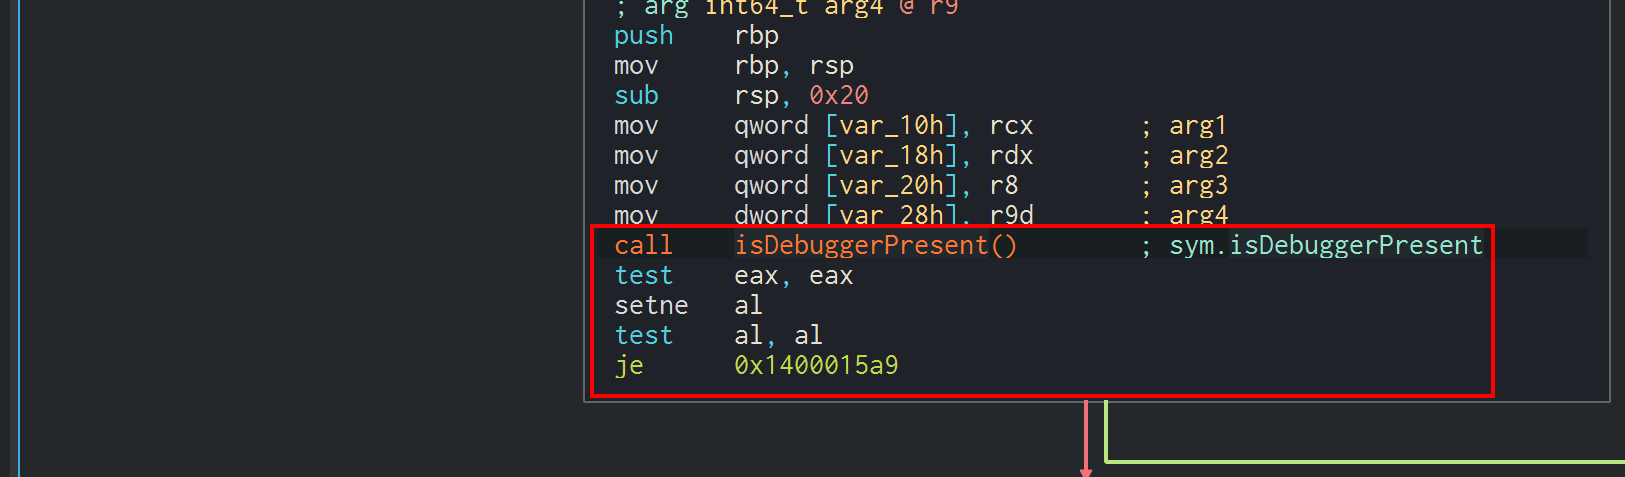 ; arg int64_t arg4 @ r9
push rbp
mov rbp, rsp
sub rsp, 0x20
mov qword [var_10h], rcx ; arg1
mov qword [var_18h], rdx ; arg2
mov qword [var_20h], r8 ; arg3
mov dword [var_28h], r9d ; arg4
call isDebuggerPresent() ; sym.isDebuggerPresent
test eax, eax
setne al
test al, al
je 0x1400015a9